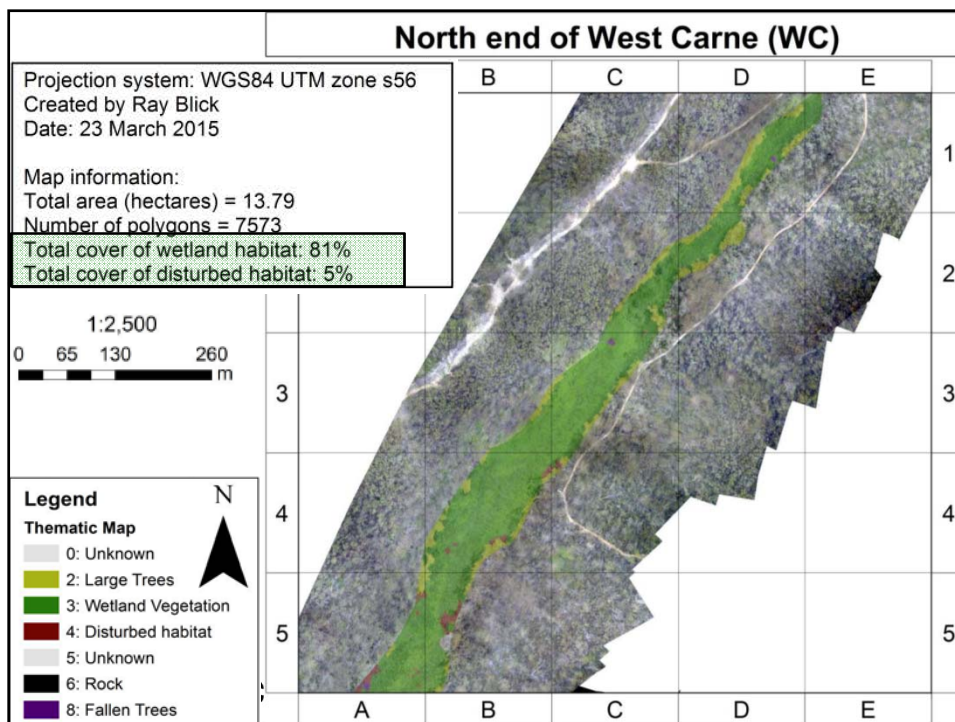 North end of West Carne (WC)
Projection system: WGS84 UTM zone s56
Created by Ray Blick
Date: 23 March 2015
Map information:
Total area (hectares) = 13.79
Number of polygons = 7573
Total cover of wetland habitat: 81%
Total cover of disturbed habitat: 5%
B C D E
1
2
3 3
4 4
5 5
A B C D E
1:2,500
0 65 130 260
m
Legend
N
Thematic Map
0: Unknown
2: Large Trees
3: Wetland Vegetation
4: Disturbed habitat
5: Unknown
6: Rock
8: Fallen Trees